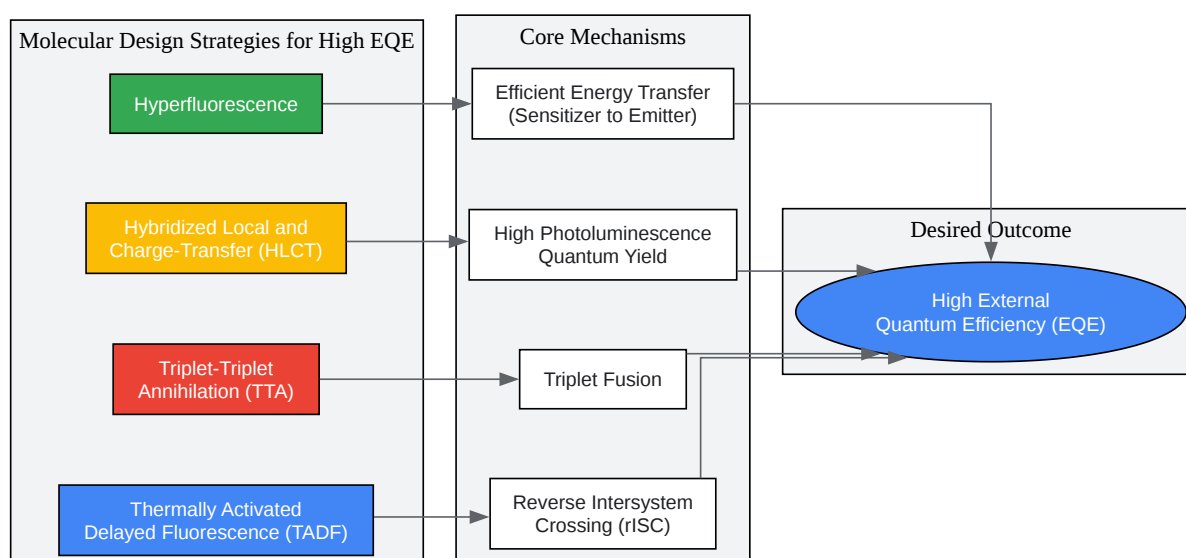 Molecular Design Strategies for High EQE
Hyperfluorescence
Hybridized Local and
Charge-Transfer (HLCT)
Triplet-Triplet
Annihilation (TTA)
Thermally Activated
Delayed Fluorescence (TADF)
Core Mechanisms
Efficient Energy Transfer
(Sensitizer to Emitter)
High Photoluminescence
Quantum Yield
Triplet Fusion
Reverse Intersystem
Crossing (rISC)
Desired Outcome
High External
Quantum Efficiency (EQE)